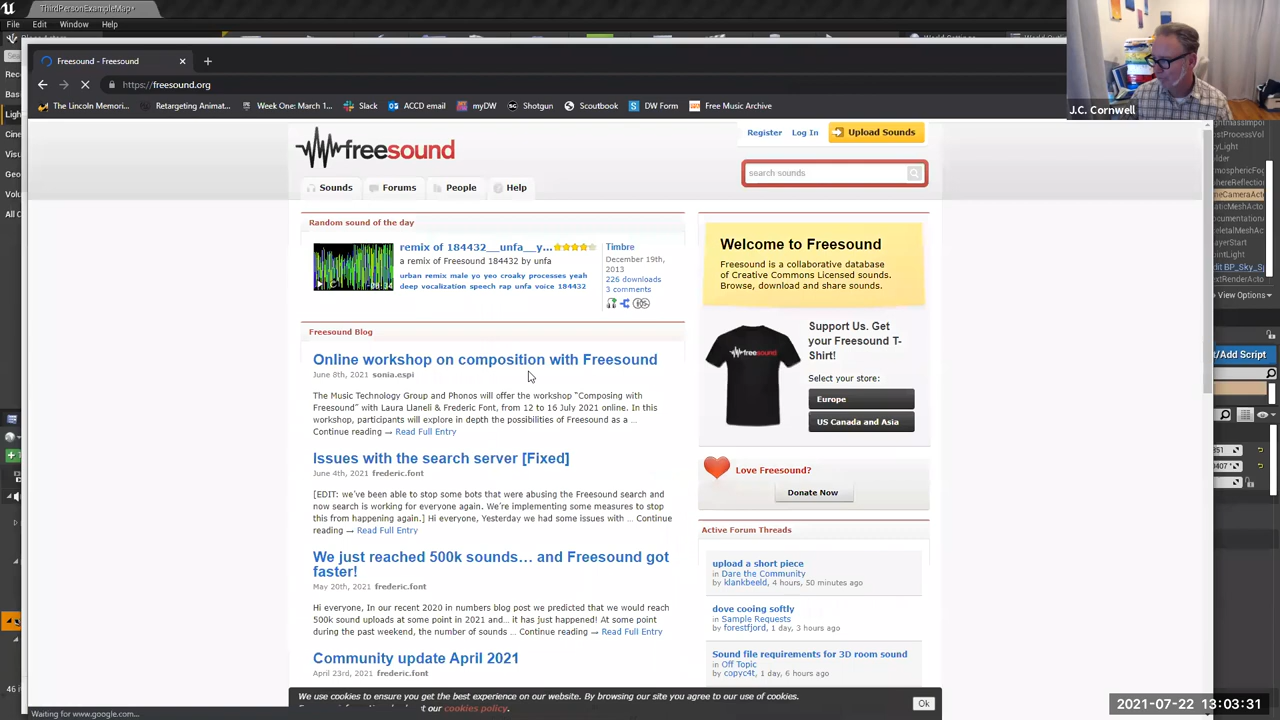 ThirdPersonExampleMap*
File
Edit
Window
Help
Freesound - Freesound
https://freesound.org
The Lincoln Memori...
Retargeting Animat...
Week One: March 1...
Slack
ACCD email
myDW
Shotgun
Scoutbook
DW Form
Free Music Archive
J.C. Cornwell
freesound
Register
Log In
Upload Sounds
search sounds
Sounds
Forums
People
Help
Random sound of the day
remix of 184432__unfa__y...
a remix of Freesound 184432 by unfa
urban remix male yo yeo croaky processes yeah
deep vocalization speech rap unfa voice 184432
Timbre
December 19th,
2013
226 downloads
3 comments
Freesound Blog
Online workshop on composition with Freesound
June 8th, 2021 sonia.espi
The Music Technology Group and Phonos will offer the workshop "Composing with
Freesound" with Laura Llaneli & Frederic Font, from 12 to 16 July 2021 online. In this
workshop, participants will explore in depth the possibilities of Freesound as a ...
Continue reading → Read Full Entry
Issues with the search server [Fixed]
June 4th, 2021 frederic.font
[EDIT: we've been able to stop some bots that were abusing the Freesound search and
now search is working for everyone again. We're implementing some measures to stop
this from happening again.] Hi everyone, Yesterday we had some issues with ... Continue
reading → Read Full Entry
We just reached 500k sounds... and Freesound got
faster!
May 20th, 2021 frederic.font
Hi everyone, In our recent 2020 in numbers blog post we predicted that we would reach
500k sound uploads at some point in 2021... it has just happened! At some point
during the past weekend, the number of sounds ... Continue reading → Read Full Entry
Community update April 2021
April 23rd, 2021 frederic.font
Welcome to Freesound
Freesound is a collaborative database
of Creative Commons Licensed sounds.
Browse, download and share sounds.
freesound
Support Us. Get
your Freesound T-
Shirt!
Select your store:
Europe
US Canada and Asia
Love Freesound?
Donate Now
Active Forum Threads
upload a short piece
in Dare the Community
by klankbeeld 4 hours, 50 minutes ago
dove cooing softly
in Sample Requests
by forestfjord 1 day, 3 hours ago
Sound file requirements for 3D room sound
in Off Topic
by copyc4t 1 day, 6 hours ago
We use cookies to ensure you get the best experience on our website. By browsing our site you agree to our use of cookies.
our cookies policy.
Ok
Waiting for www.google.com...
View Options
/Add Script
2021-07-22 13:03:31